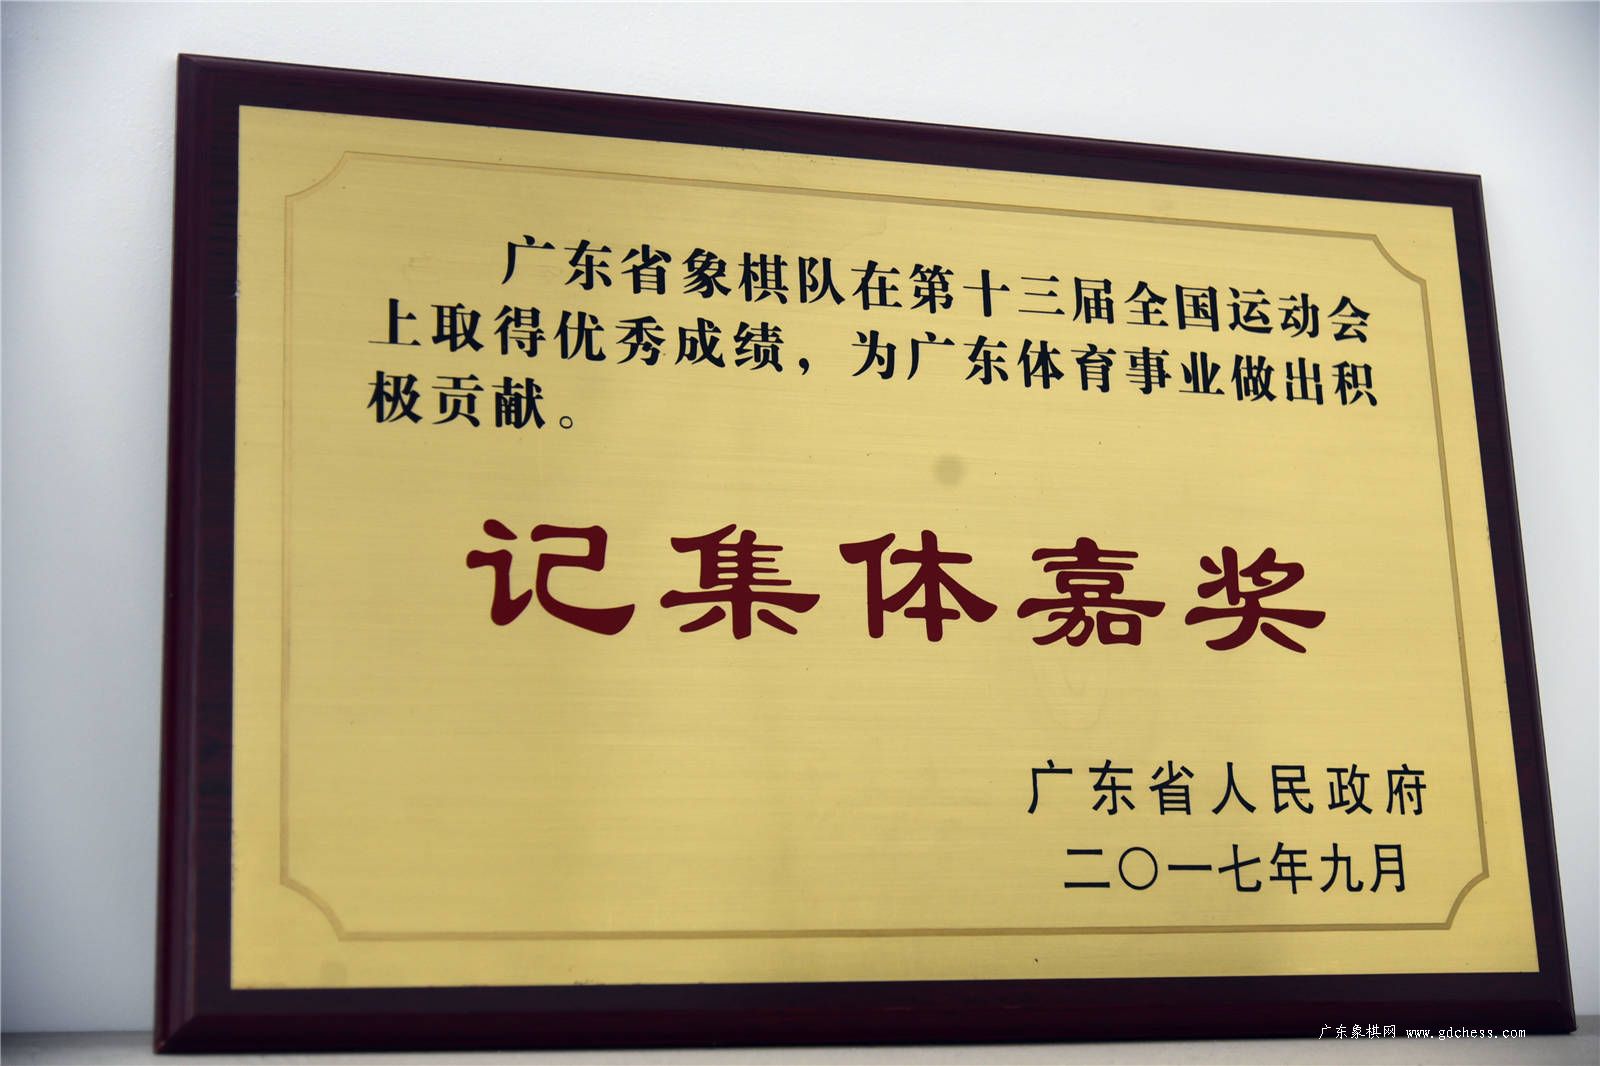 广东省象棋队在第十三届全国运动会
上取得优秀成绩，为广东体育事业做出积
极贡献。
记集体嘉奖
广东省人民政府
二〇一七年九月
广东象棋网 www.gdchess.com